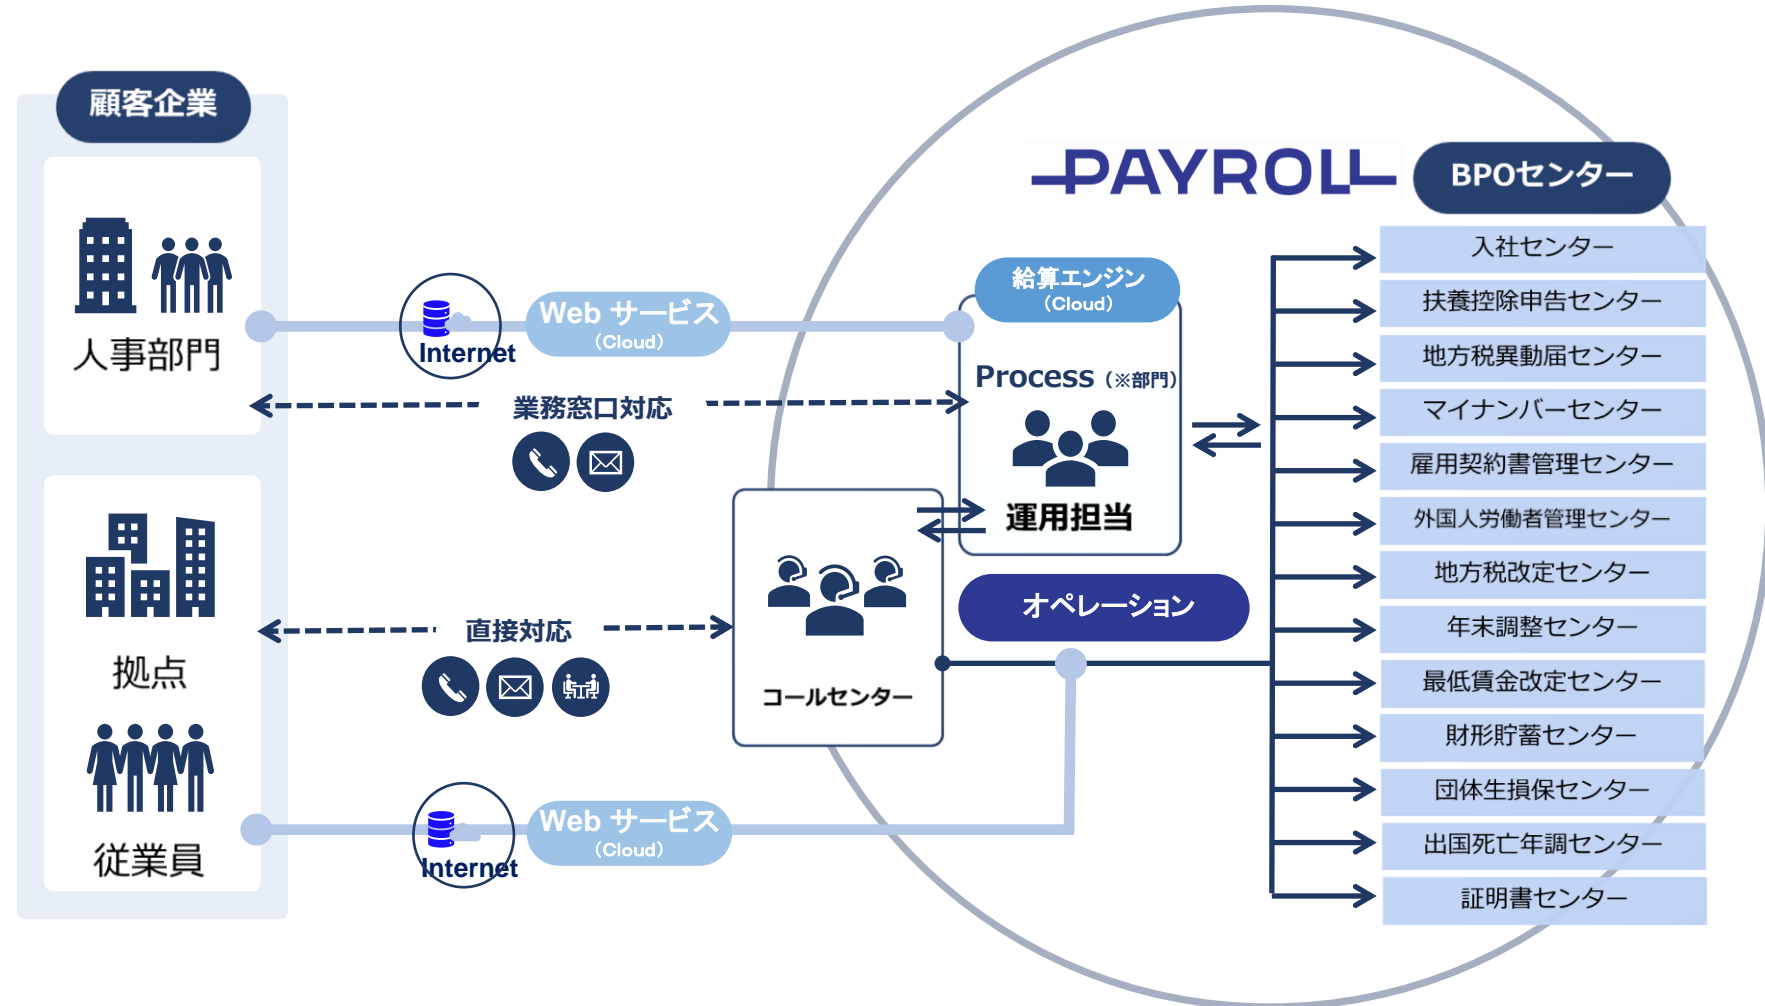 顧客企業
人事部門
拠点
従業員
Internet
Web サービス
（Cloud）
業務窓口対応
直接対応
Internet
Web サービス
（Cloud）
コールセンター
PAYROLL
給算エンジン
（Cloud）
Process（※部門）
運用担当
オペレーション
BPOセンター
入社センター
扶養控除申告センター
地方税異動届センター
マイナンバーセンター
雇用契約書管理センター
外国人労働者管理センター
地方税改定センター
年末調整センター
最低賃金改定センター
財形貯蓄センター
団体生損保センター
出国死亡年調センター
証明書センター